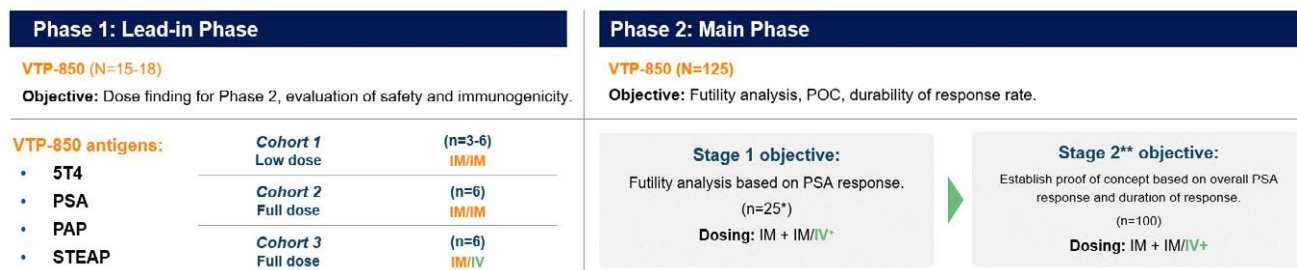 Phase 1: Lead-in Phase
VTP-850 (N=15-18)
Objective: Dose finding for Phase 2, evaluation of safety and immunogenicity.
VTP-850 antigens:
• 5T4
• PSA
• PAP
• STEAP
Cohort 1 (n=3-6)
Low dose IM/IM
Cohort 2 (n=6)
Full dose IM/IM
Cohort 3 (n=6)
Full dose IM/IV
Phase 2: Main Phase
VTP-850 (N=125)
Objective: Futility analysis, POC, durability of response rate.
Stage 1 objective:
Futility analysis based on PSA response.
(n=25*)
Dosing: IM + IM/IV⁺
Stage 2** objective:
Establish proof of concept based on overall PSA
response and duration of response.
(n=100)
Dosing: IM + IM/IV+